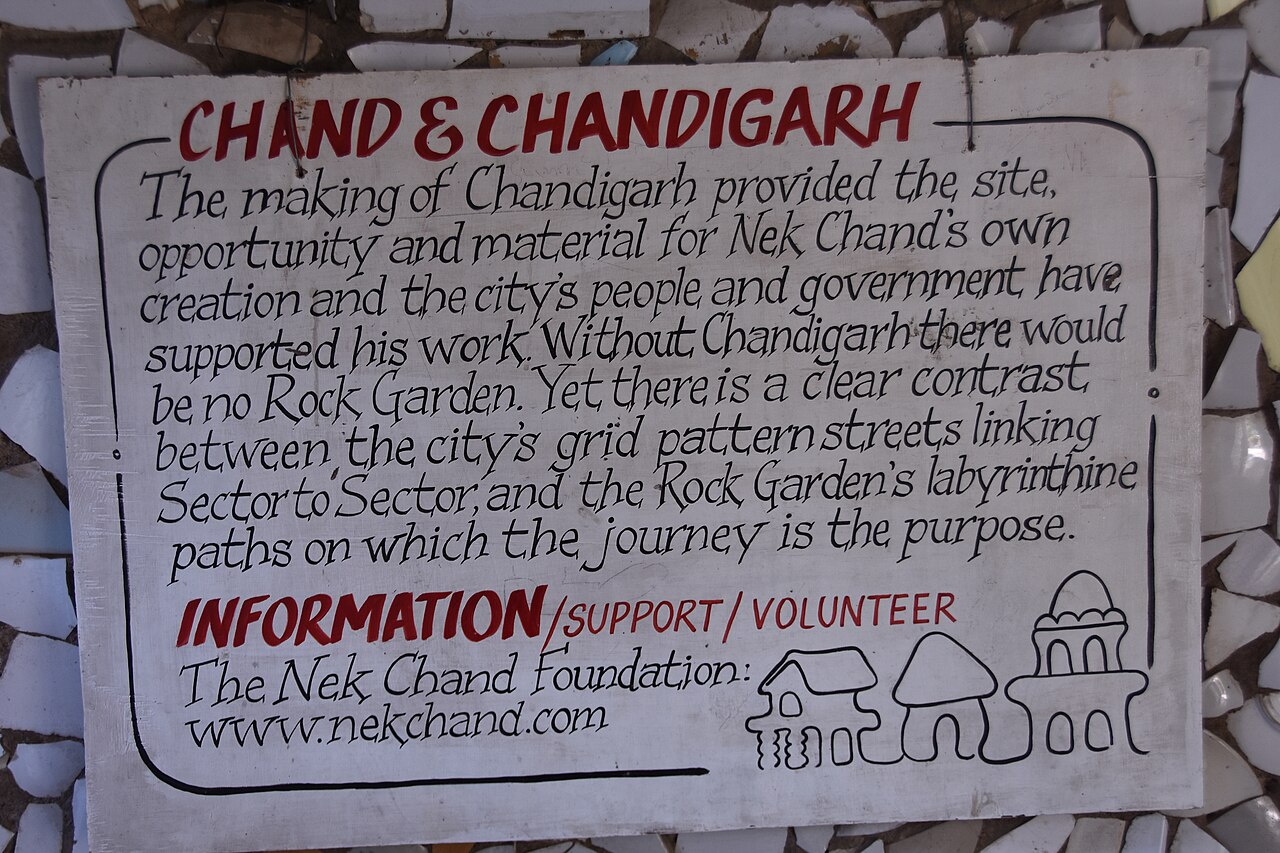 CHAND & CHANDIGARH
The making of Chandigarh provided the site,
opportunity and material for Nek Chand's own
creation and the city's people and government have
supported his work. Without Chandigarh there would
be no Rock Garden. Yet there is a clear contrast
between the city's grid pattern streets linking
Sector to Sector, and the Rock Garden's labyrinthine
paths on which the journey is the purpose.
INFORMATION/SUPPORT/VOLUNTEER
The Nek Chand Foundation:
www.nekchand.com